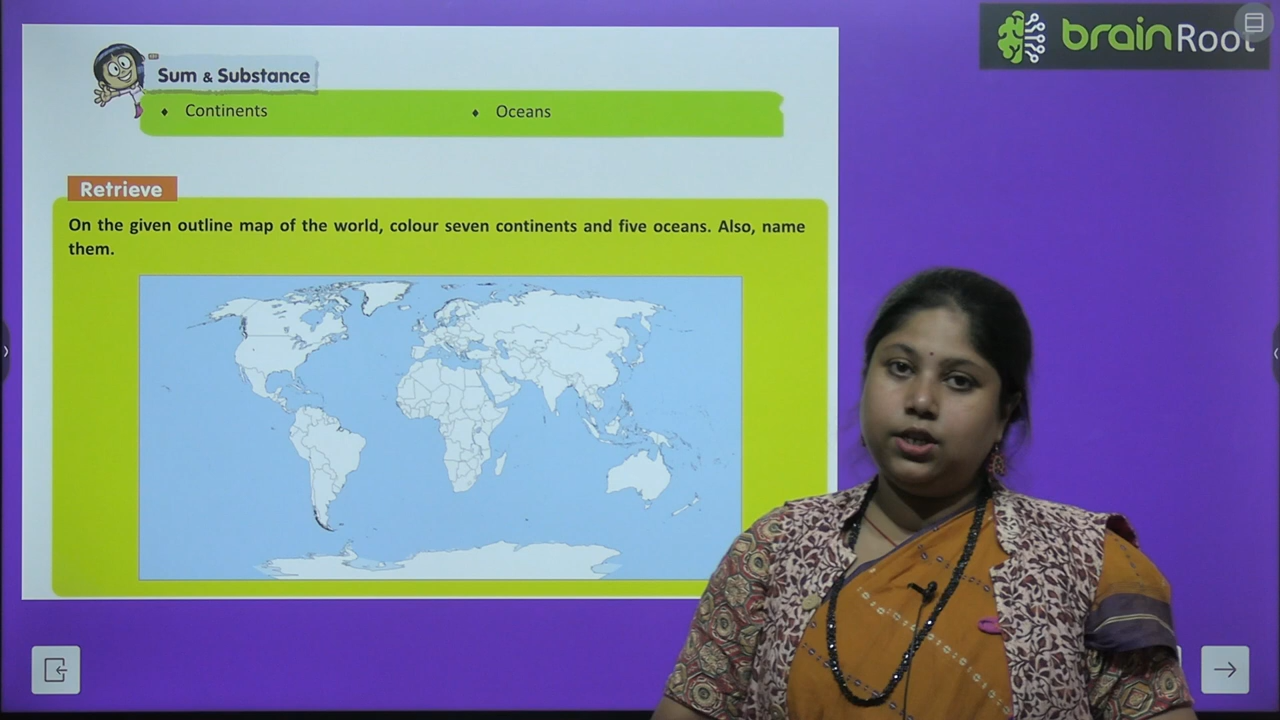 brainRoot
Sum & Substance
♦ Continents ♦ Oceans
Retrieve
On the given outline map of the world, colour seven continents and five oceans. Also, name
them.